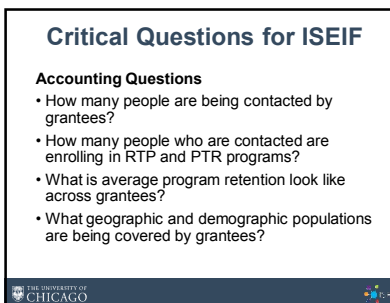 Critical Questions for ISEIF
Accounting Questions
• How many people are being contacted by
grantees?
• How many people who are contacted are
enrolling in RTP and PTR programs?
• What is average program retention look like
across grantees?
• What geographic and demographic populations
are being covered by grantees?
THE UNIVERSITY OF
CHICAGO